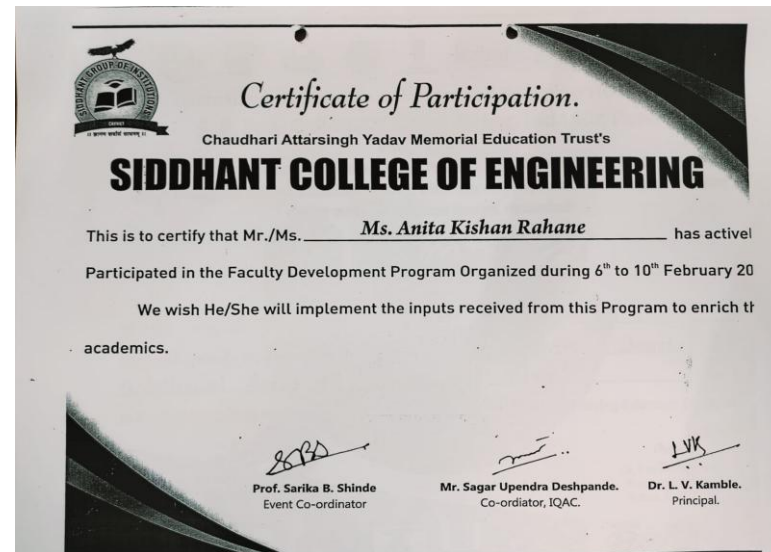 SIDDHANT GROUP OF INSTITUTIONS
Certificate of Participation.
Chaudhari Attarsingh Yadav Memorial Education Trust's
SIDDHANT COLLEGE OF ENGINEERING
This is to certify that Mr./Ms. Ms. Anita Kishan Rahane has activel
Participated in the Faculty Development Program Organized during 6th to 10th February 20
We wish He/She will implement the inputs received from this Program to enrich th
academics.
SBS
LVK
Prof. Sarika B. Shinde
Mr. Sagar Upendra Deshpande.
Dr. L. V. Kamble.
Event Co-ordinator
Co-ordiator, IQAC.
Principal.